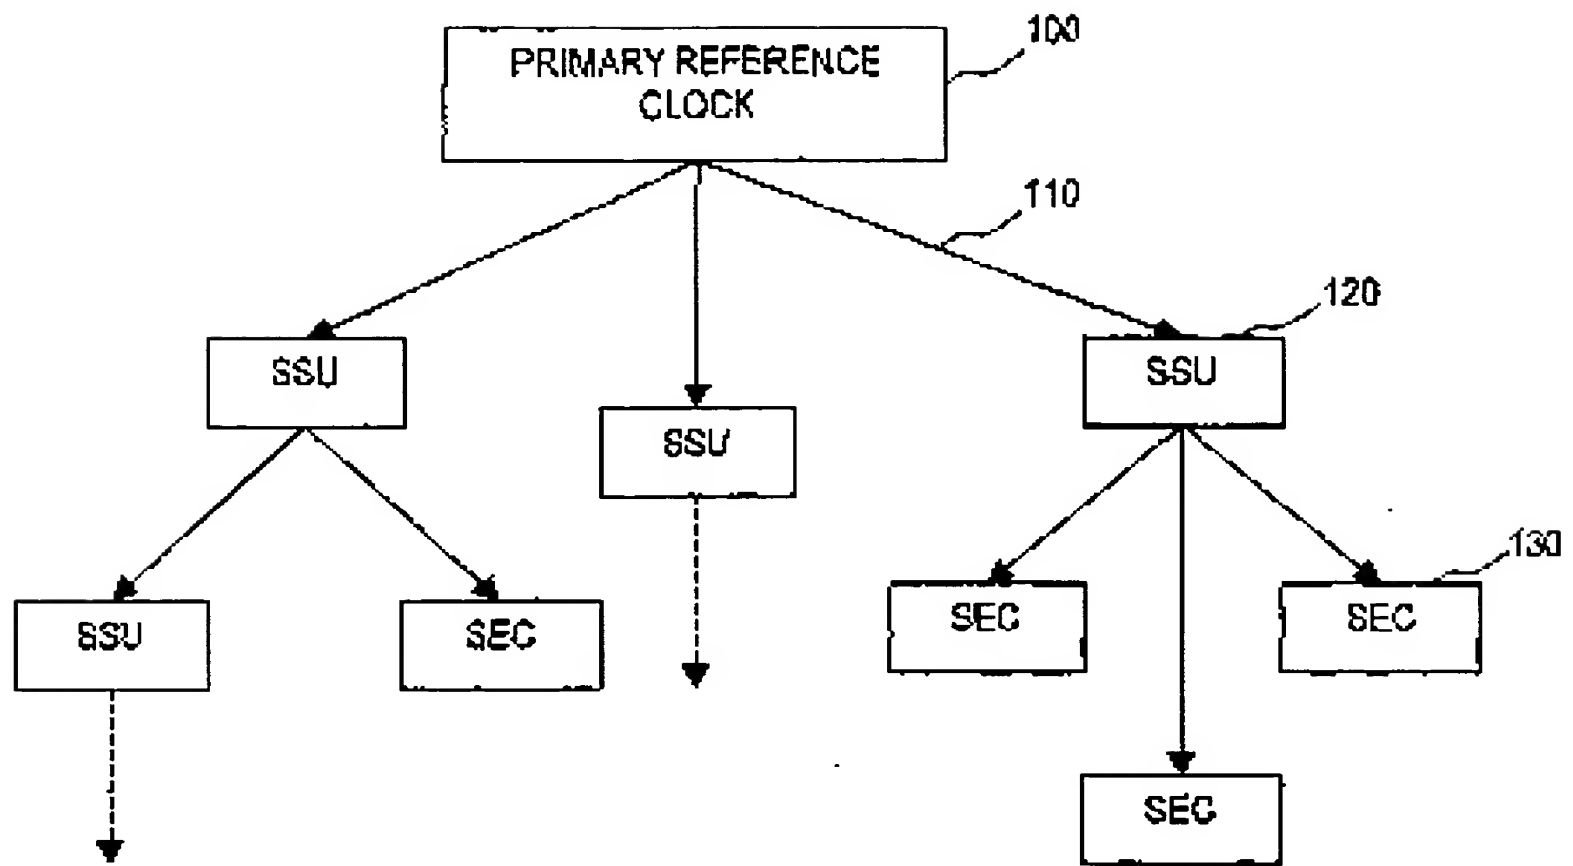 100
PRIMARY REFERENCE
CLOCK
110
120
SSU
SSU
SSU
130
SSU
SEC
SEC
SEC
SEC